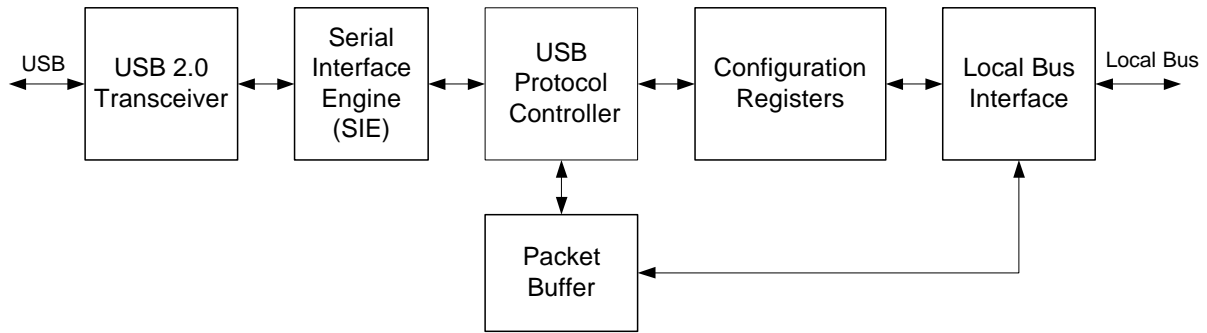 USB
USB 2.0
Transceiver
Serial
Interface
Engine
(SIE)
USB
Protocol
Controller
Configuration
Registers
Local Bus
Interface
Local Bus
Packet
Buffer